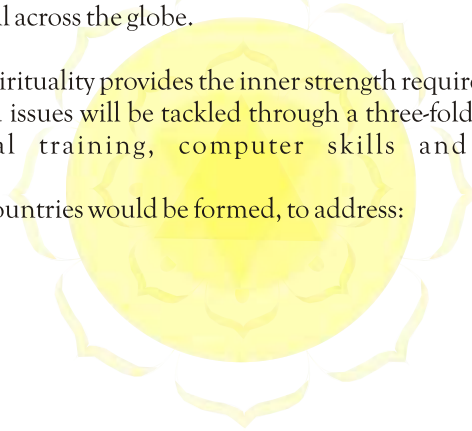 l across the globe.
irituality provides the inner strength require
issues will be tackled through a three-fold
al training, computer skills and
ountries would be formed, to address: